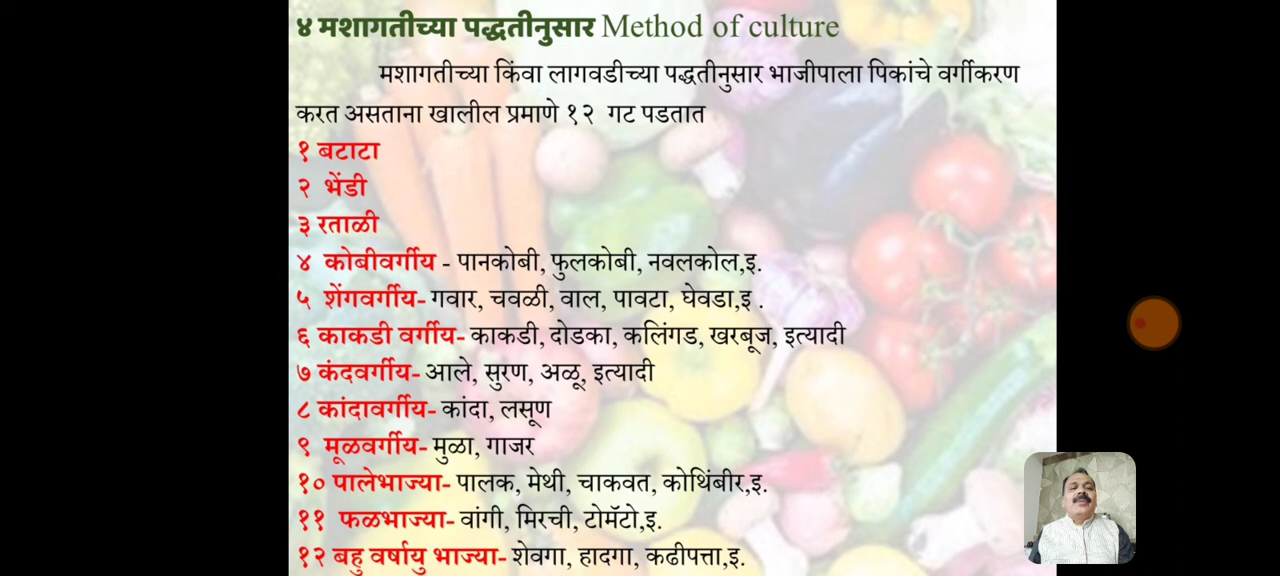 ४ मशागतीच्या पद्धतीनुसार Method of culture
मशागतीच्या किंवा लागवडीच्या पद्धतीनुसार भाजीपाला पिकांचे वर्गीकरण
करत असताना खालील प्रमाणे १२ गट पडतात
१ बटाटा
२ भेंडी
३ रताळी
४ कोबीवर्गीय - पानकोबी, फुलकोबी, नवलकोल,इ.
५ शेंगवर्गीय- गवार, चवळी, वाल, पावटा, घेवडा,इ .
६ काकडी वर्गीय- काकडी, दोडका, कलिंगड, खरबूज, इत्यादी
७ कंदवर्गीय- आले, सुरण, अळू, इत्यादी
८ कांदावर्गीय- कांदा, लसूण
९ मूळवर्गीय- मुळा, गाजर
१० पालेभाज्या- पालक, मेथी, चाकवत, कोथिंबीर,इ.
११ फळभाज्या- वांगी, मिरची, टोमॅटो,इ.
१२ बहु वर्षायु भाज्या- शेवगा, हादगा, कढीपत्ता,इ.